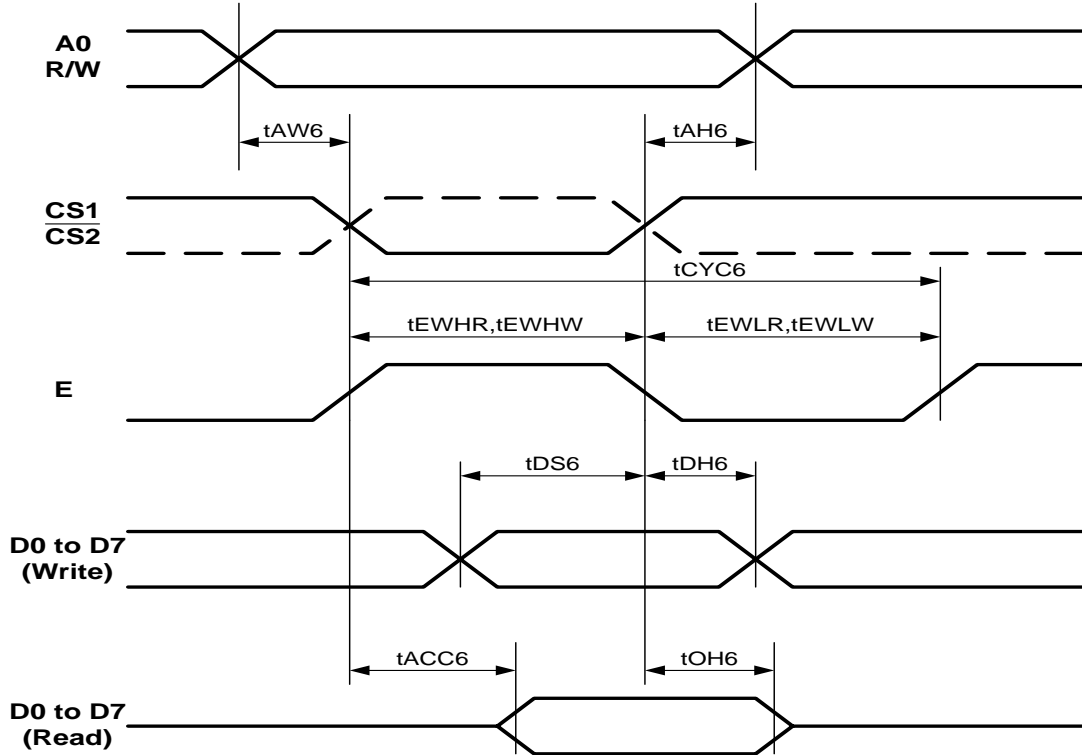 A0
R/W
tAW6
tAH6
CS1
CS2
tCYC6
tEWHR,tEWHW
tEWLR,tEWLW
E
tDS6
tDH6
D0 to D7
(Write)
tACC6
tOH6
D0 to D7
(Read)